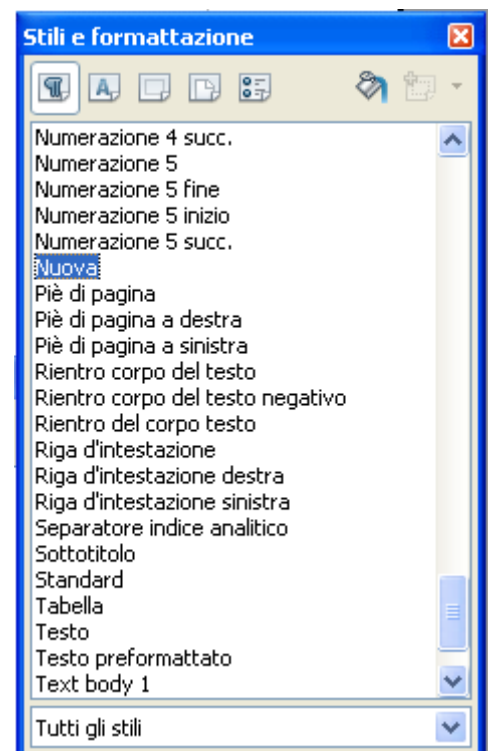 Stili e formattazione
Numerazione 4 succ.
Numerazione 5
Numerazione 5 fine
Numerazione 5 inizio
Numerazione 5 succ.
Nuova
Piè di pagina
Piè di pagina a destra
Piè di pagina a sinistra
Rientro corpo del testo
Rientro corpo del testo negativo
Rientro del corpo testo
Riga d'intestazione
Riga d'intestazione destra
Riga d'intestazione sinistra
Separatore indice analitico
Sottotitolo
Standard
Tabella
Testo
Testo preformattato
Text body 1
Tutti gli stili